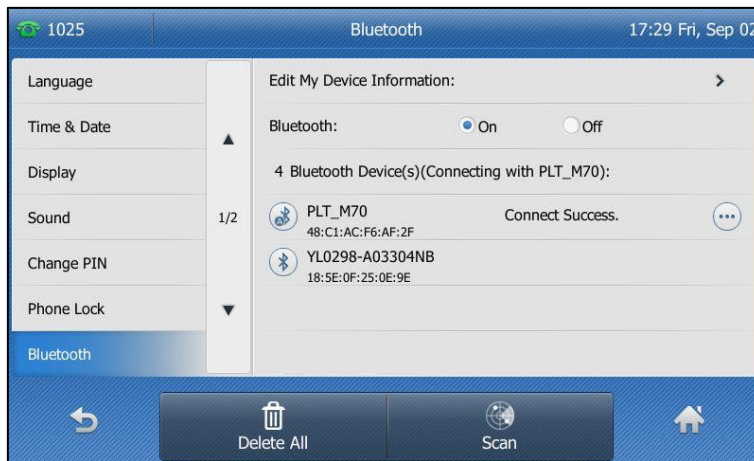 1025 Bluetooth 17:29 Fri, Sep 02
Language
Time & Date
Display
Sound
Change PIN
Phone Lock
Bluetooth
1/2
Edit My Device Information:
Bluetooth: On Off
4 Bluetooth Device(s)(Connecting with PLT_M70):
PLT_M70 Connect Success.
48:C1:AC:F6:AF:2F
YL0298-A03304NB
18:5E:0F:25:0E:9E
Delete All Scan